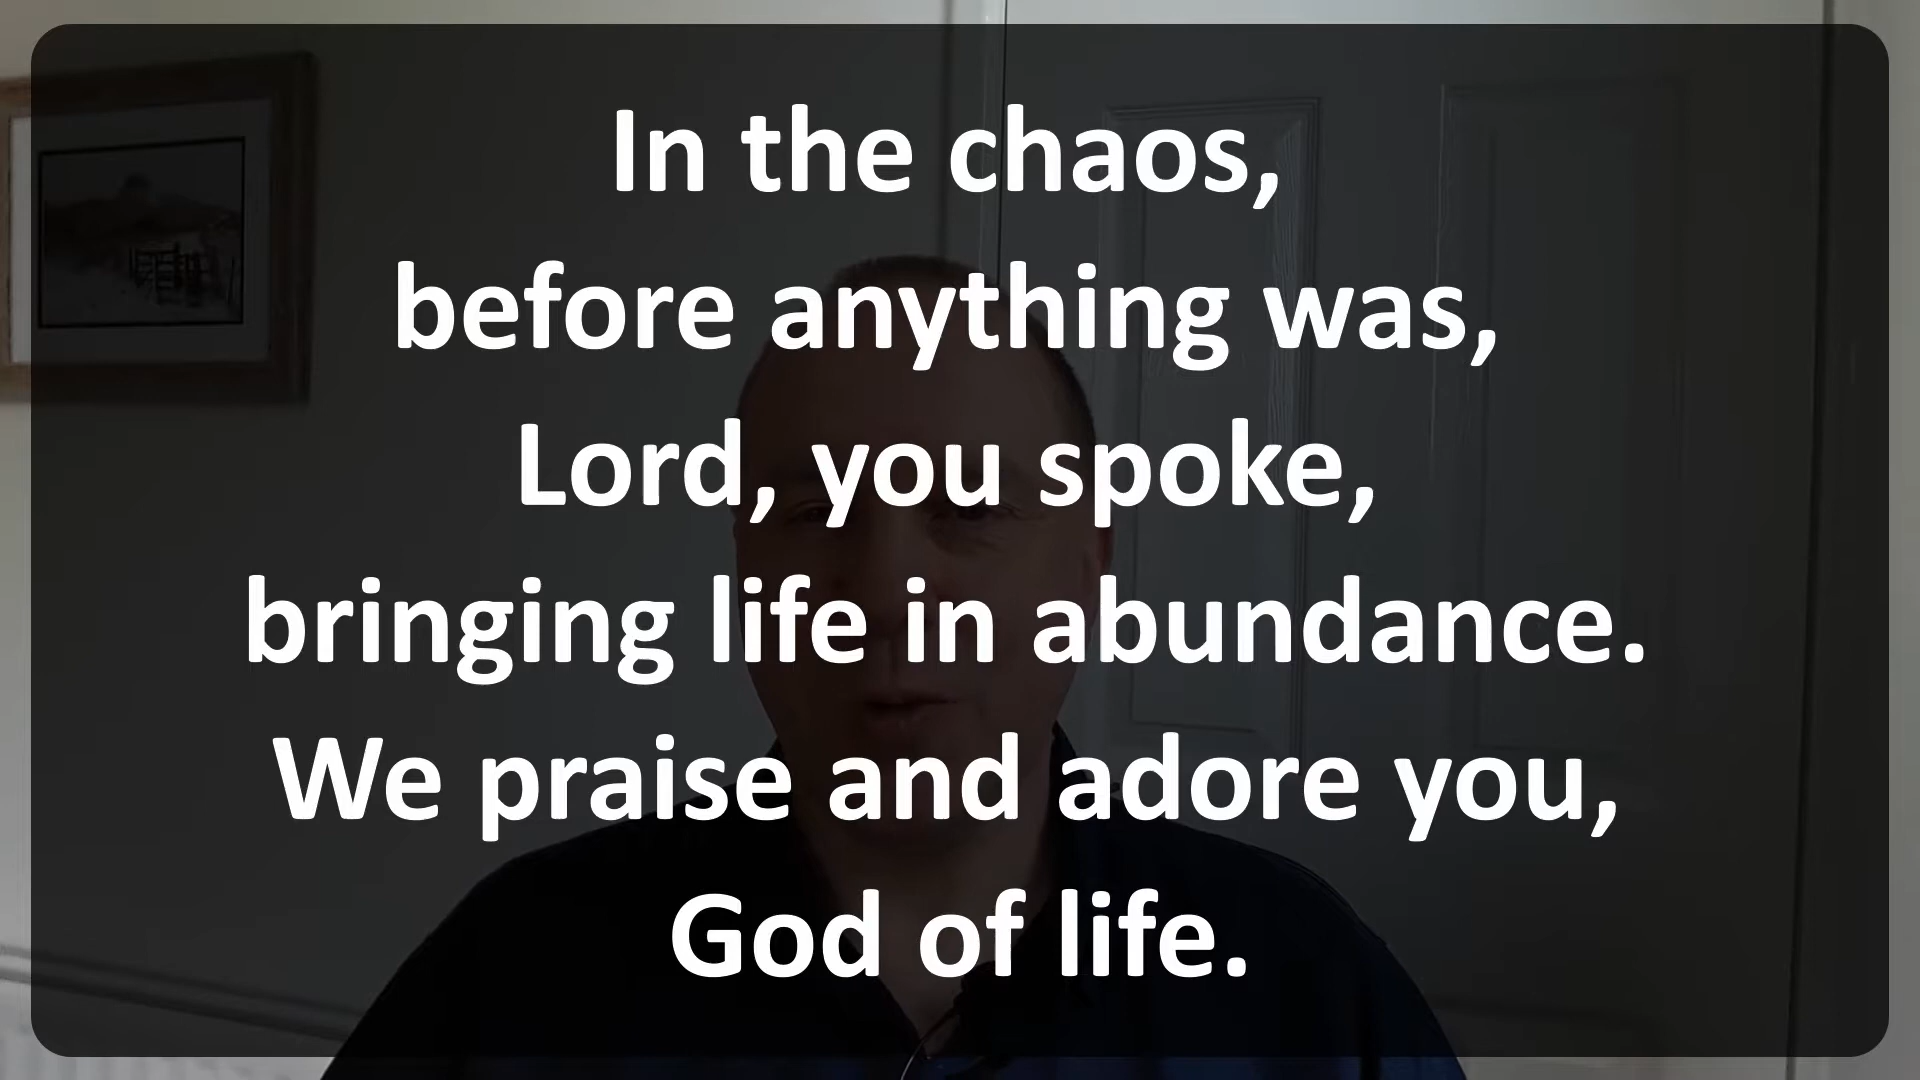 In the chaos,
before anything was,
Lord, you spoke,
bringing life in abundance.
We praise and adore you,
God of life.